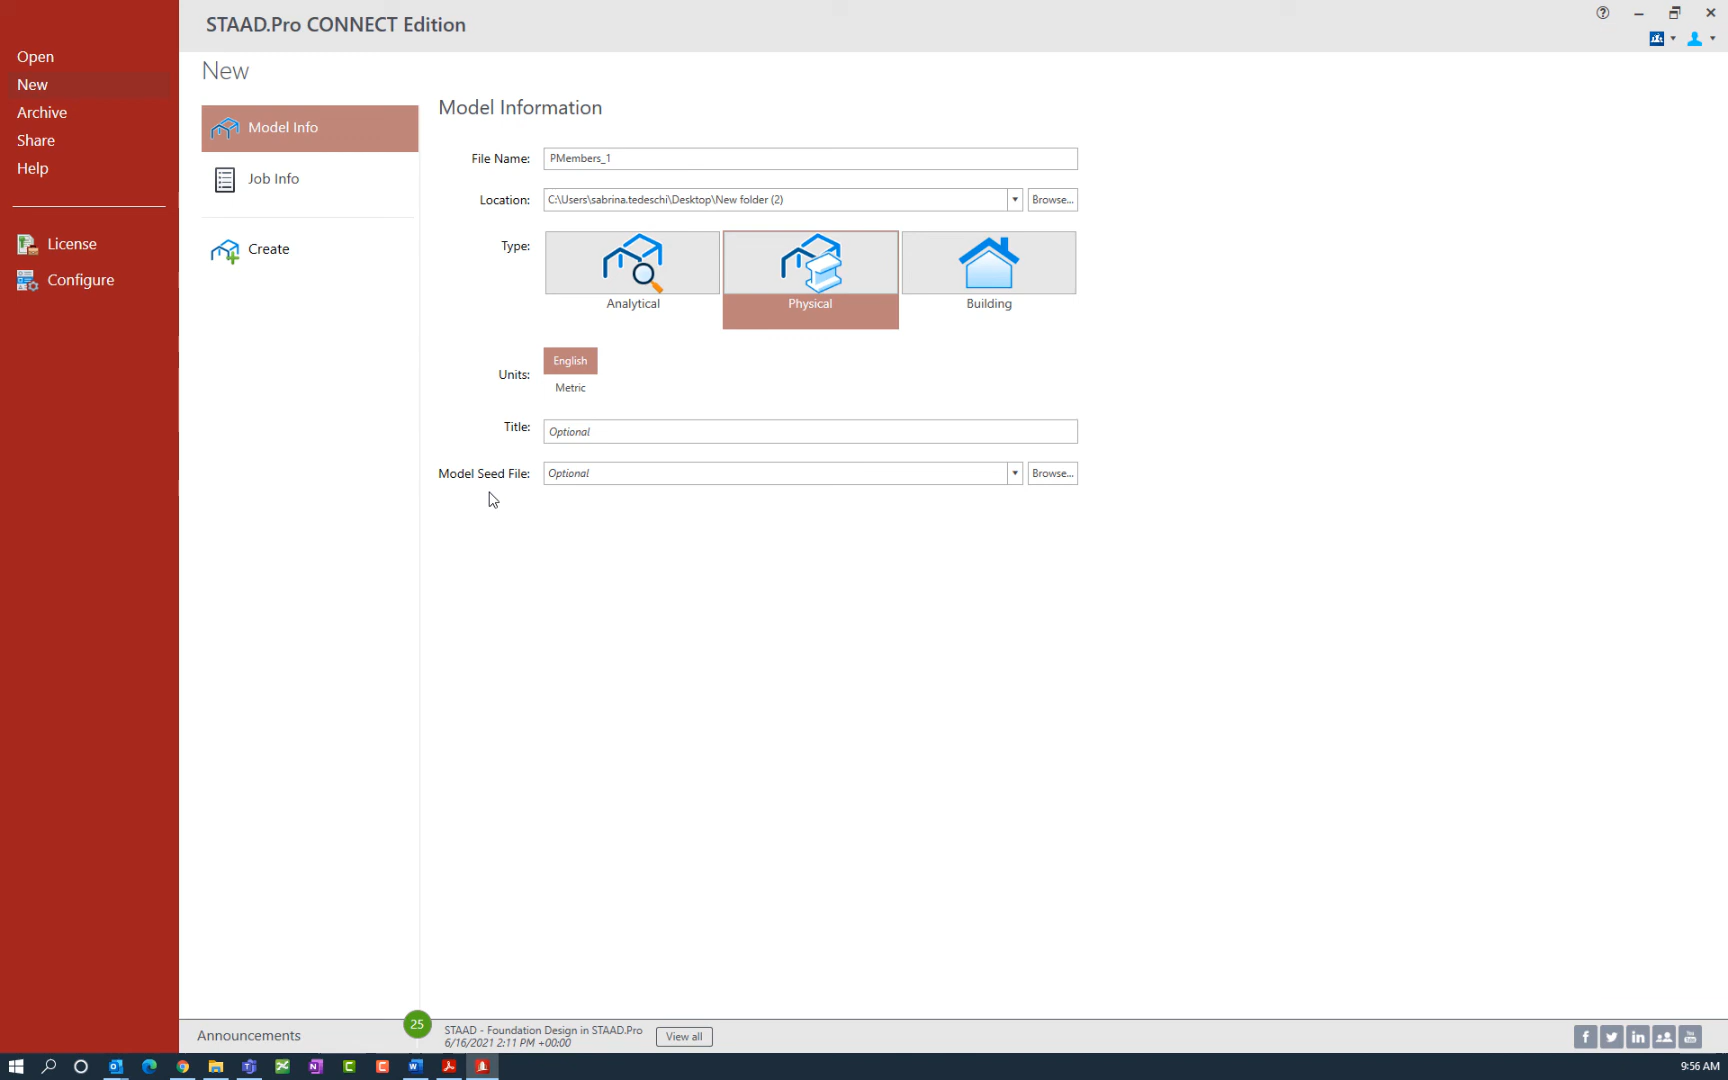 STAAD.Pro CONNECT Edition
Open
New
Archive
Share
Help
License
Configure
New
Model Info
Job Info
Create
Model Information
File Name: PMembers_1
Location: C:\Users\sabrina.tedeschi\Desktop\New folder (2) Browse...
Type:
Analytical Physical Building
Units: English
Metric
Title: Optional
Model Seed File: Optional Browse...
Announcements
25
STAAD - Foundation Design in STAAD.Pro
6/16/2021 2:11 PM +00:00
View all
9:56 AM